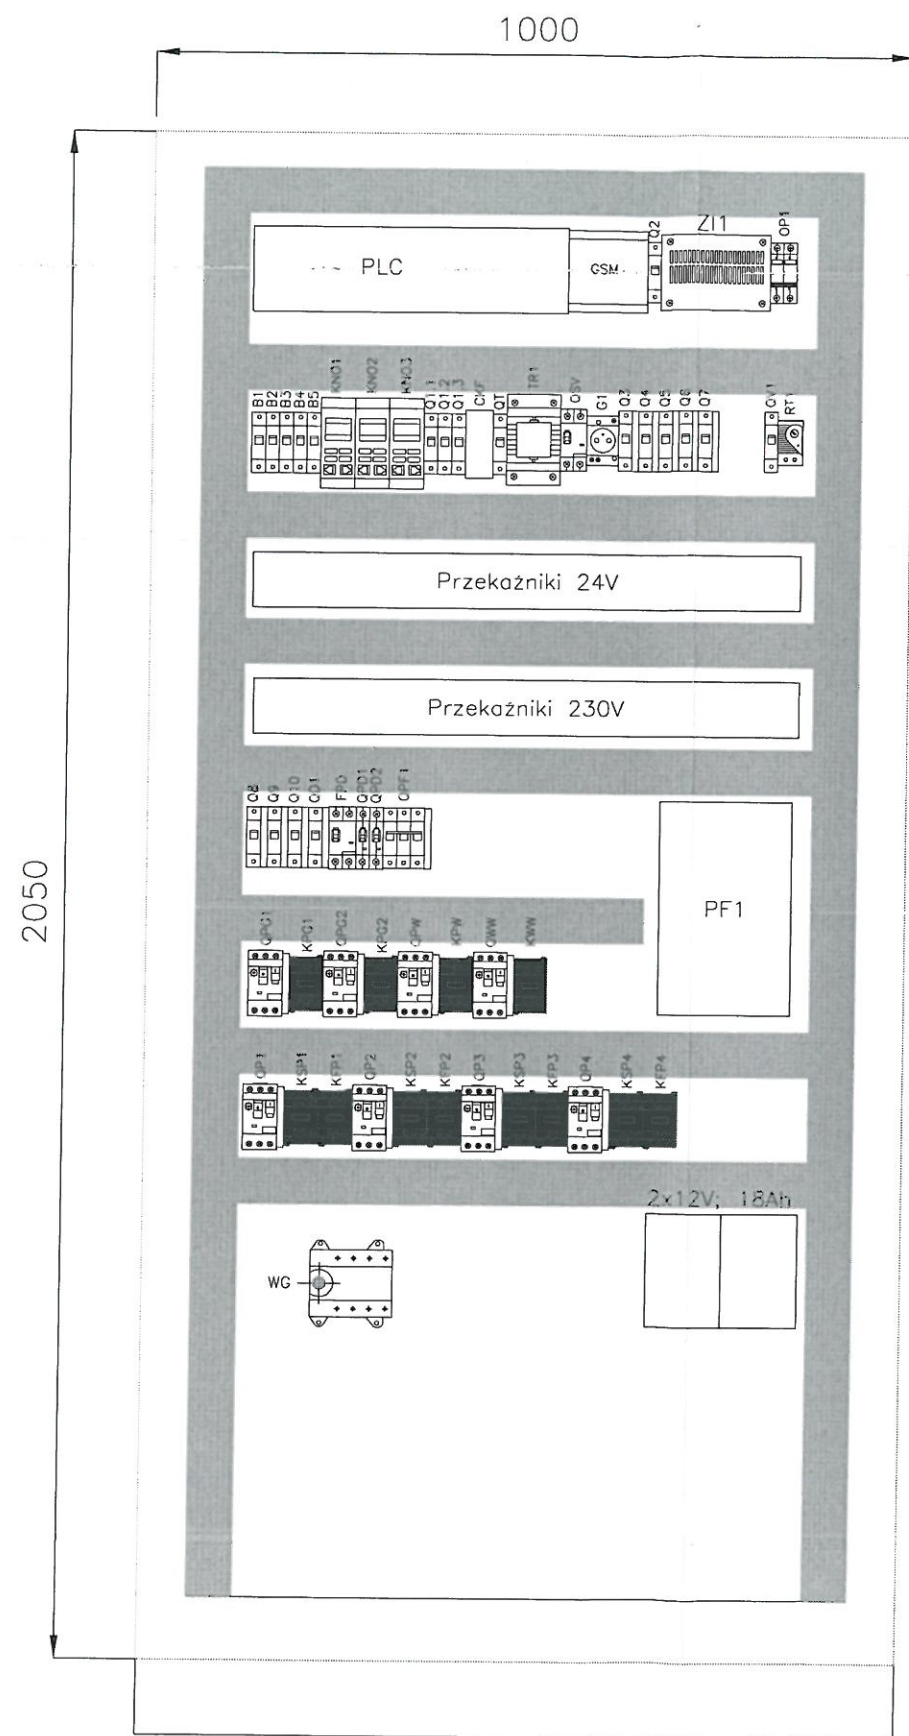 1000
2050
PLC
GSM
Q2
ZI1
OP1
B1
B2
B3
B4
B5
KNO1
KNO2
KNO3
Q11
Q12
Q13
CKF
QT
TR1
QSV
G1
Q3
Q4
Q5
Q6
Q7
QV1
RT1
Przekaźniki 24V
Przekaźniki 230V
Q8
Q9
Q10
QO1
FPD
QPD1
QPD2
QPF1
PF1
QPG1
KPG1
QPG2
KPG2
QPW
KPW
QWW
KWW
QP1
KSP1
KFP1
QP2
KSP2
KFP2
QP3
KSP3
KFP3
QP4
KSP4
KFP4
WG
2x12V; 18Ah